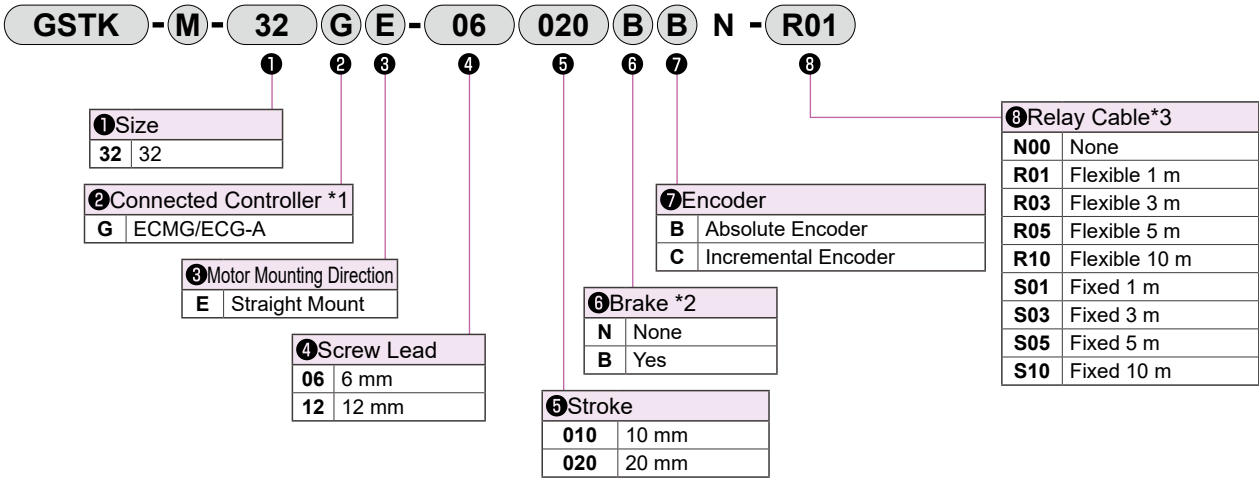 GSTK - M - 32 G E - 06 020 B B N - R01
❶ ❷ ❸ ❹ ❺ ❻ ❼ ❽
❶Size
32 32
❷Connected Controller *1
G ECMG/ECG-A
❸Motor Mounting Direction
E Straight Mount
❹Screw Lead
06 6 mm
12 12 mm
❺Stroke
010 10 mm
020 20 mm
❻Brake *2
N None
B Yes
❼Encoder
B Absolute Encoder
C Incremental Encoder
❽Relay Cable*3
N00 None
R01 Flexible 1 m
R03 Flexible 3 m
R05 Flexible 5 m
R10 Flexible 10 m
S01 Fixed 1 m
S03 Fixed 3 m
S05 Fixed 5 m
S10 Fixed 10 m